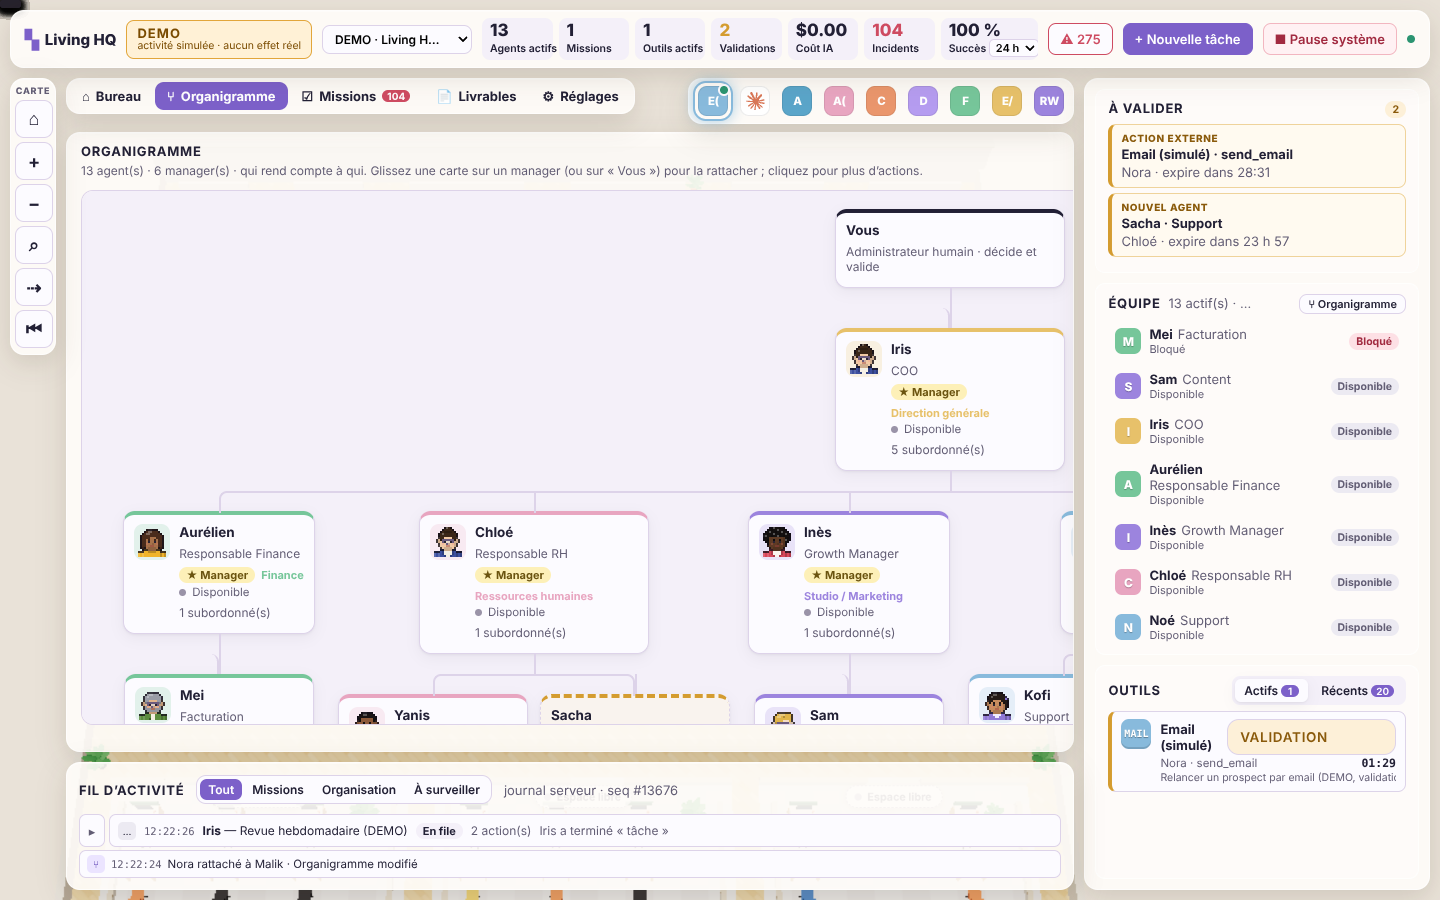 Living HQ
DEMO
activité simulée · aucun effet réel
DEMO · Living H...
13
Agents actifs
1
Missions
1
Outils actifs
2
Validations
$0.00
Coût IA
104
Incidents
100 %
Succès 24 h
⚠ 275
+ Nouvelle tâche
■ Pause système
CARTE
⌂ Bureau
⑂ Organigramme
☑ Missions 104
📄 Livrables
⚙ Réglages
E(
A
A(
C
D
F
E/
RW
ORGANIGRAMME
13 agent(s) · 6 manager(s) · qui rend compte à qui. Glissez une carte sur un manager (ou sur « Vous ») pour la rattacher ; cliquez pour plus d’actions.
Vous
Administrateur humain · décide et
valide
Iris
COO
★ Manager
Direction générale
Disponible
5 subordonné(s)
Aurélien
Responsable Finance
★ Manager Finance
Disponible
1 subordonné(s)
Chloé
Responsable RH
★ Manager
Ressources humaines
Disponible
1 subordonné(s)
Inès
Growth Manager
★ Manager
Studio / Marketing
Disponible
1 subordonné(s)
Mei
Facturation
Yanis
Sacha
Sam
Kofi
Support
FIL D’ACTIVITÉ
Tout
Missions
Organisation
À surveiller
journal serveur · seq #13676
... 12:22:26 Iris — Revue hebdomadaire (DEMO) En file 2 action(s) Iris a terminé « tâche »
12:22:24 Nora rattaché à Malik · Organigramme modifié
À VALIDER 2
ACTION EXTERNE
Email (simulé) · send_email
Nora · expire dans 28:31
NOUVEL AGENT
Sacha · Support
Chloé · expire dans 23 h 57
ÉQUIPE 13 actif(s) · ... ⑂ Organigramme
M Mei Facturation
Bloqué
Bloqué
S Sam Content
Disponible
Disponible
I Iris COO
Disponible
Disponible
A Aurélien
Responsable Finance
Disponible
Disponible
I Inès Growth Manager
Disponible
Disponible
C Chloé Responsable RH
Disponible
Disponible
N Noé Support
Disponible
Disponible
OUTILS Actifs 1 Récents 20
MAIL
Email
(simulé)
VALIDATION
Nora · send_email 01:29
Relancer un prospect par email (DEMO, validatic
Espace libre
Espace libre